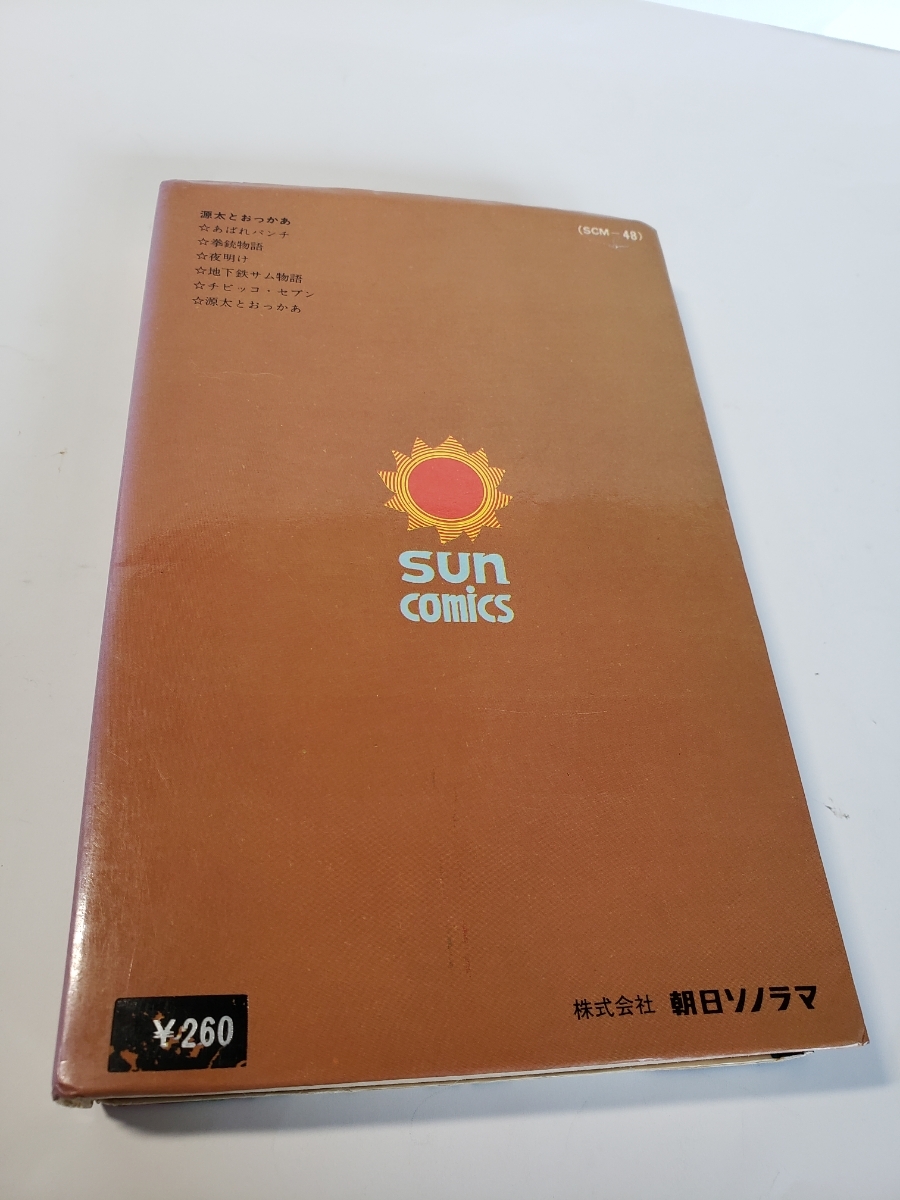 源太とおっかあ
☆あばれパンチ
☆拳銃物語
☆夜明け
☆地下鉄サム物語
☆チビッコ・セブン
☆源太とおっかあ
(SCM-48)
sun
comics
株式会社 朝日ソノラマ
¥260